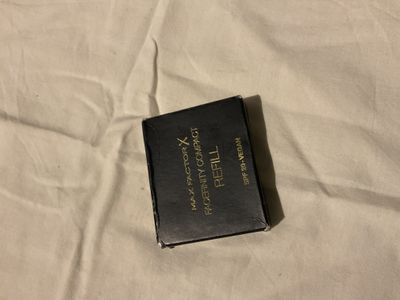 MAX FACTOR X
FACEFINITY COMPACT
REFILL
SPF 20 • VEGAN